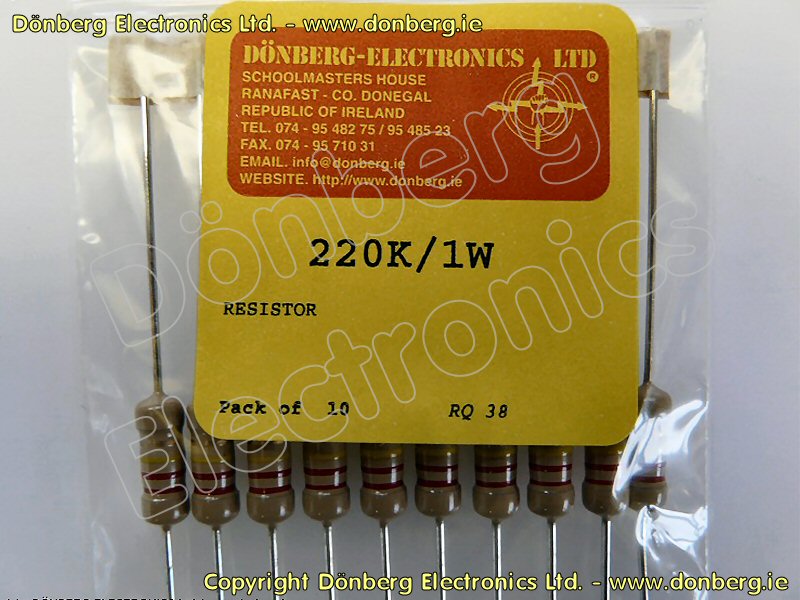 Dönberg Electronics Ltd. - www.donberg.ie
DÖNBERG-ELECTRONICS LTD
SCHOOLMASTERS HOUSE
RANAFAST - CO. DONEGAL
REPUBLIC OF IRELAND
TEL. 074 - 95 482 75 / 95 485 23
FAX. 074 - 95 710 31
EMAIL. info@donberg.ie
WEBSITE. http://www.donberg.ie
®
Dönberg
Electronics
220K/1W
RESISTOR
Pack of 10 RQ 38
Copyright Dönberg Electronics Ltd. - www.donberg.ie